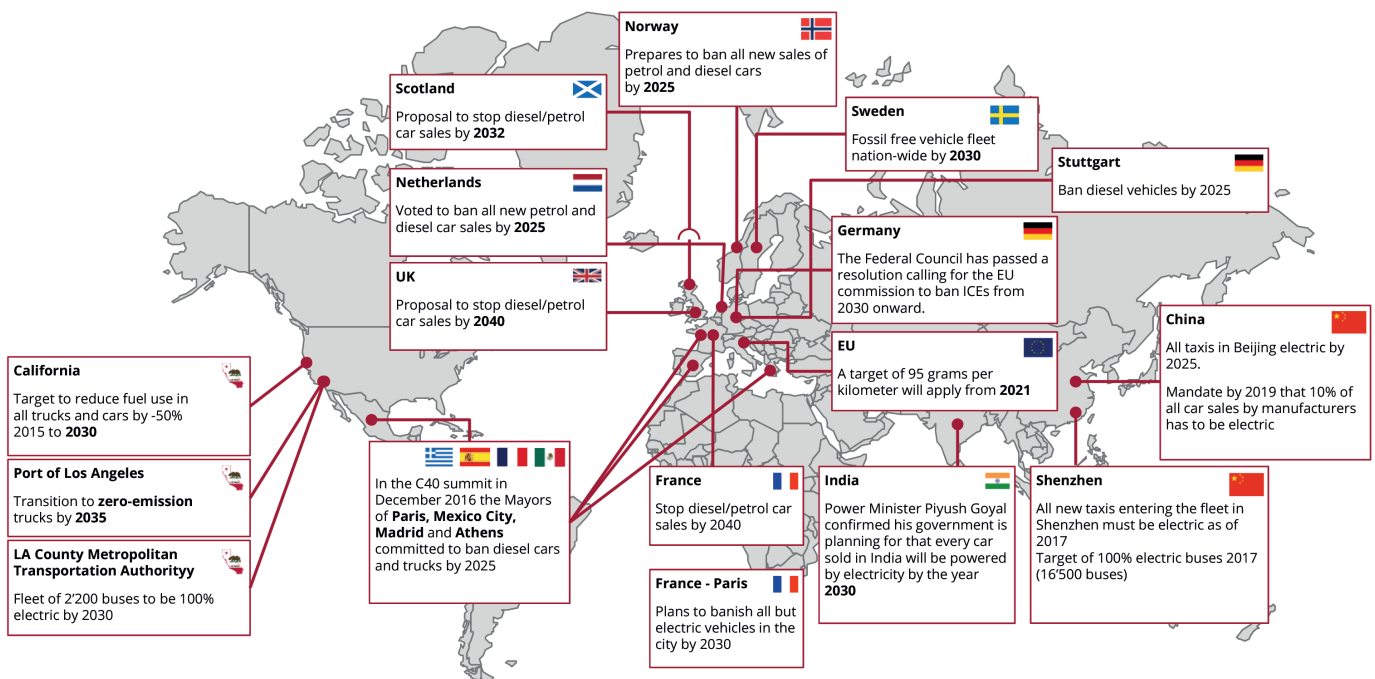 Norway
Prepares to ban all new sales of
petrol and diesel cars
by 2025
Scotland
Proposal to stop diesel/petrol
car sales by 2032
Sweden
Fossil free vehicle fleet
nation-wide by 2030
Stuttgart
Ban diesel vehicles by 2025
Netherlands
Voted to ban all new petrol and
diesel car sales by 2025
Germany
The Federal Council has passed a
resolution calling for the EU
commission to ban ICEs from
2030 onward.
UK
Proposal to stop diesel/petrol
car sales by 2040
China
All taxis in Beijing electric by
2025.
Mandate by 2019 that 10% of
all car sales by manufacturers
has to be electric
EU
A target of 95 grams per
kilometer will apply from 2021
California
Target to reduce fuel use in
all trucks and cars by -50%
2015 to 2030
Port of Los Angeles
Transition to zero-emission
trucks by 2035
LA County Metropolitan
Transportation Authorityy
Fleet of 2'200 buses to be 100%
electric by 2030
In the C40 summit in
December 2016 the Mayors
of Paris, Mexico City,
Madrid and Athens
committed to ban diesel cars
and trucks by 2025
France
Stop diesel/petrol car
sales by 2040
France - Paris
Plans to banish all but
electric vehicles in the
city by 2030
India
Power Minister Piyush Goyal
confirmed his government is
planning for that every car
sold in India will be powered
by electricity by the year
2030
Shenzhen
All new taxis entering the fleet in
Shenzhen must be electric as of
2017
Target of 100% electric buses 2017
(16'500 buses)